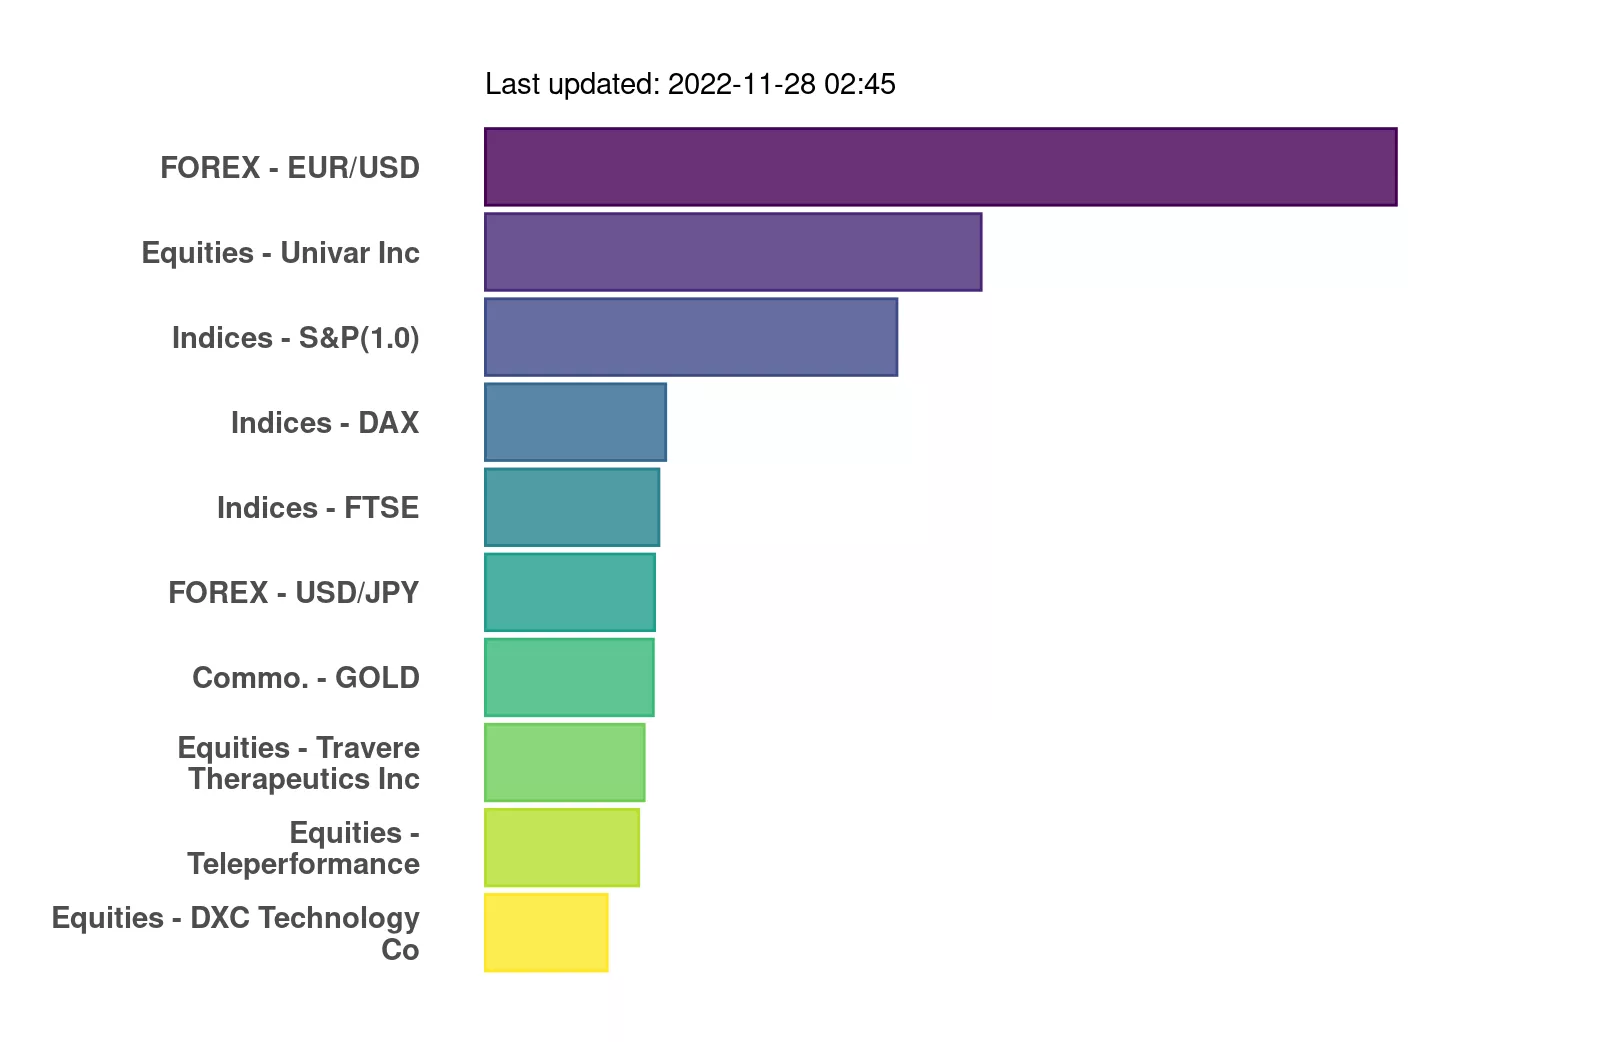 Last updated: 2022-11-28 02:45
FOREX - EUR/USD
Equities - Univar Inc
Indices - S&P(1.0)
Indices - DAX
Indices - FTSE
FOREX - USD/JPY
Commo. - GOLD
Equities - Travere
Therapeutics Inc
Equities -
Teleperformance
Equities - DXC Technology
Co